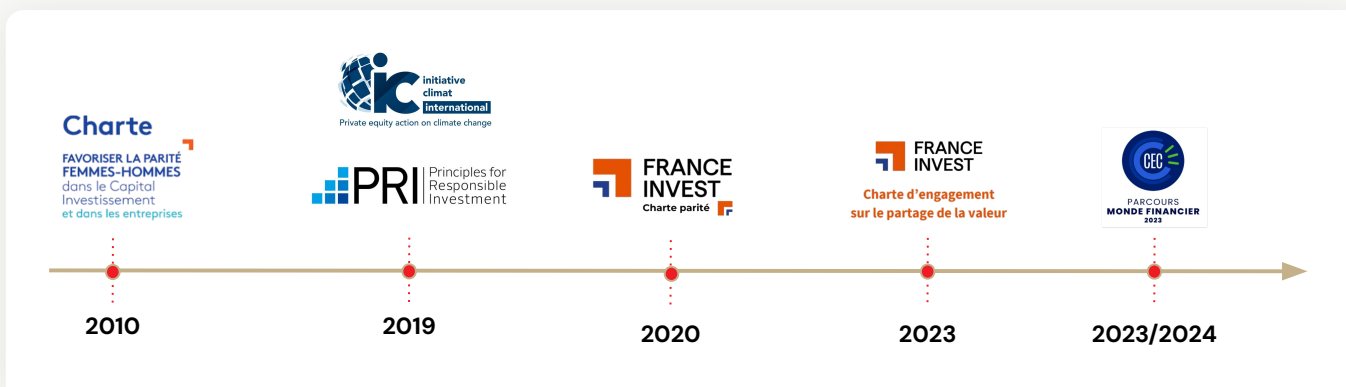 Charte
FAVORISER LA PARITÉ
FEMMES-HOMMES
dans le Capital
Investissement
et dans les entreprises
2010
ic
initiative
climat
international
Private equity action on climate change
PRI
Principles for
Responsible
Investment
2019
FRANCE
INVEST
Charte parité
2020
FRANCE
INVEST
Charte d'engagement
sur le partage de la valeur
2023
CEC
PARCOURS
MONDE FINANCIER
2023
2023/2024